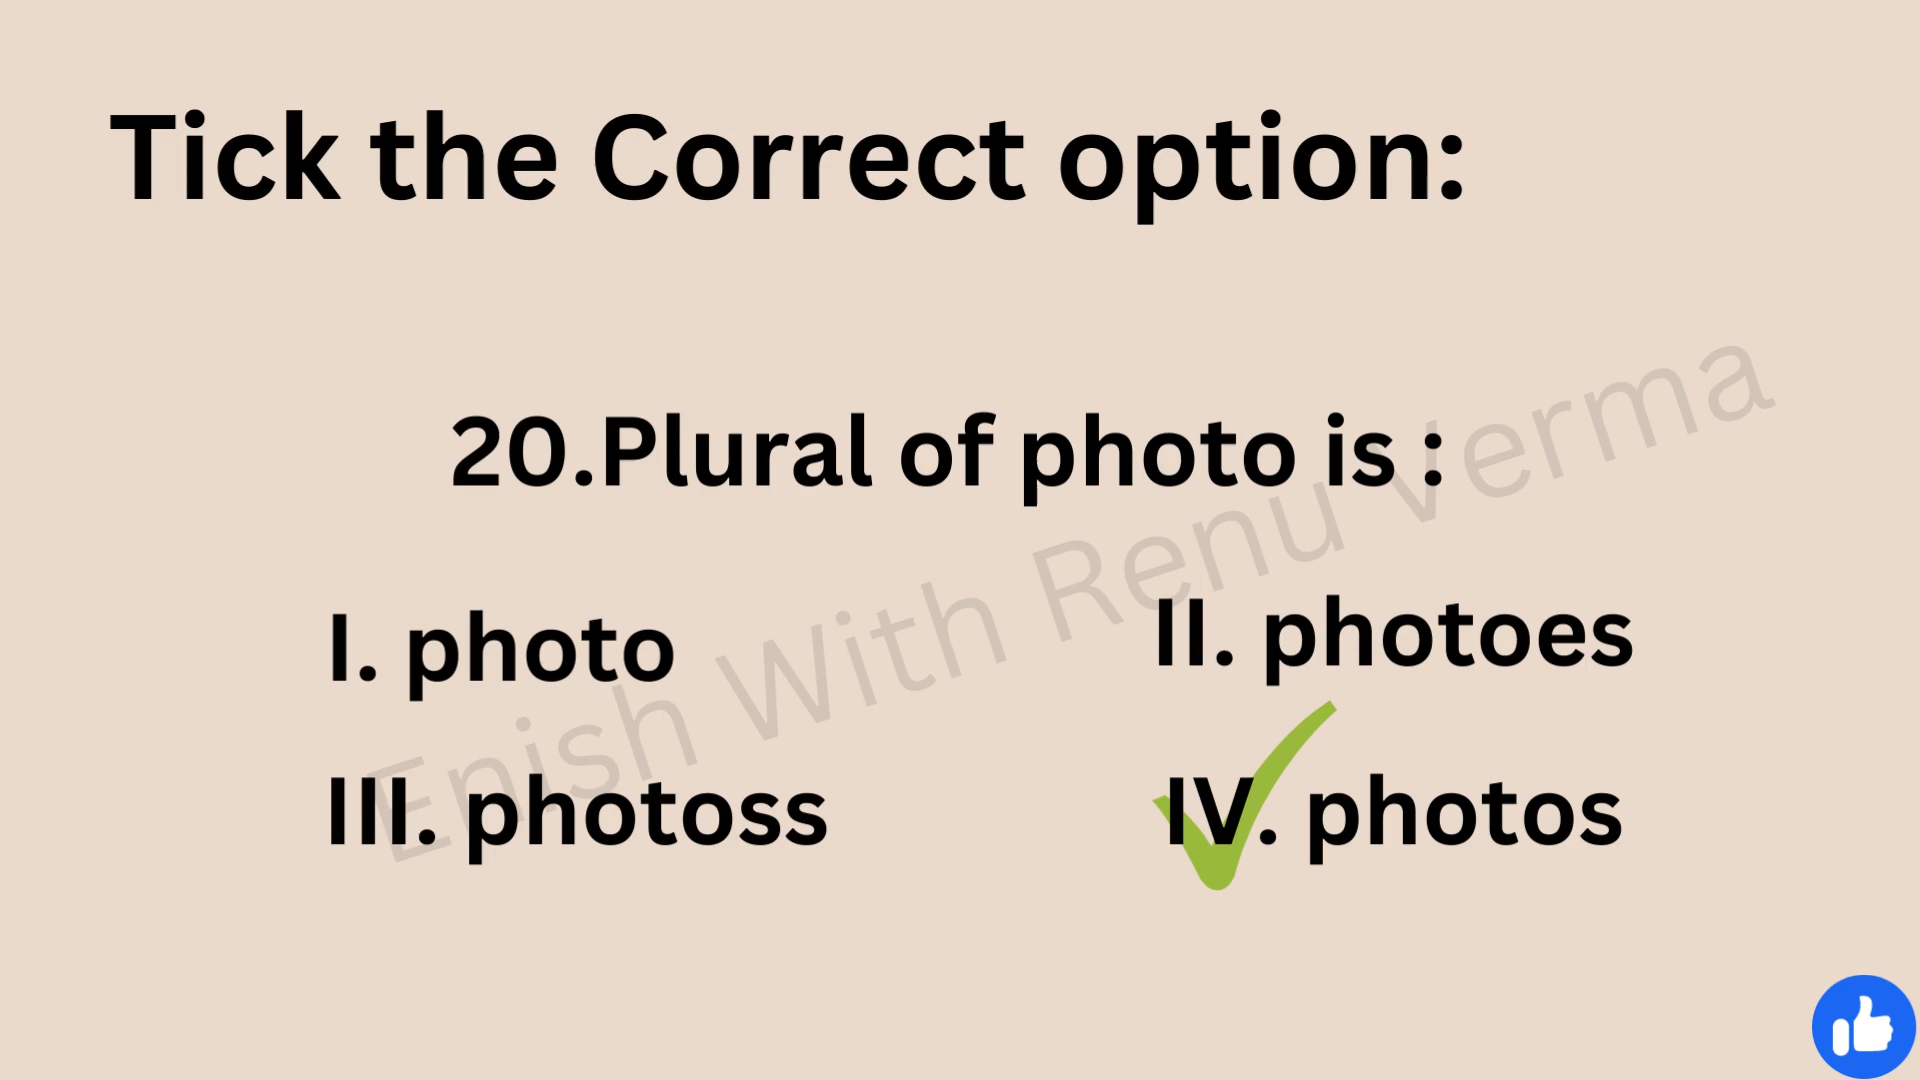 Tick the Correct option:
20.Plural of photo is :
I. photo
II. photoes
III. photoss
IV. photos
Enish With Renu Verma